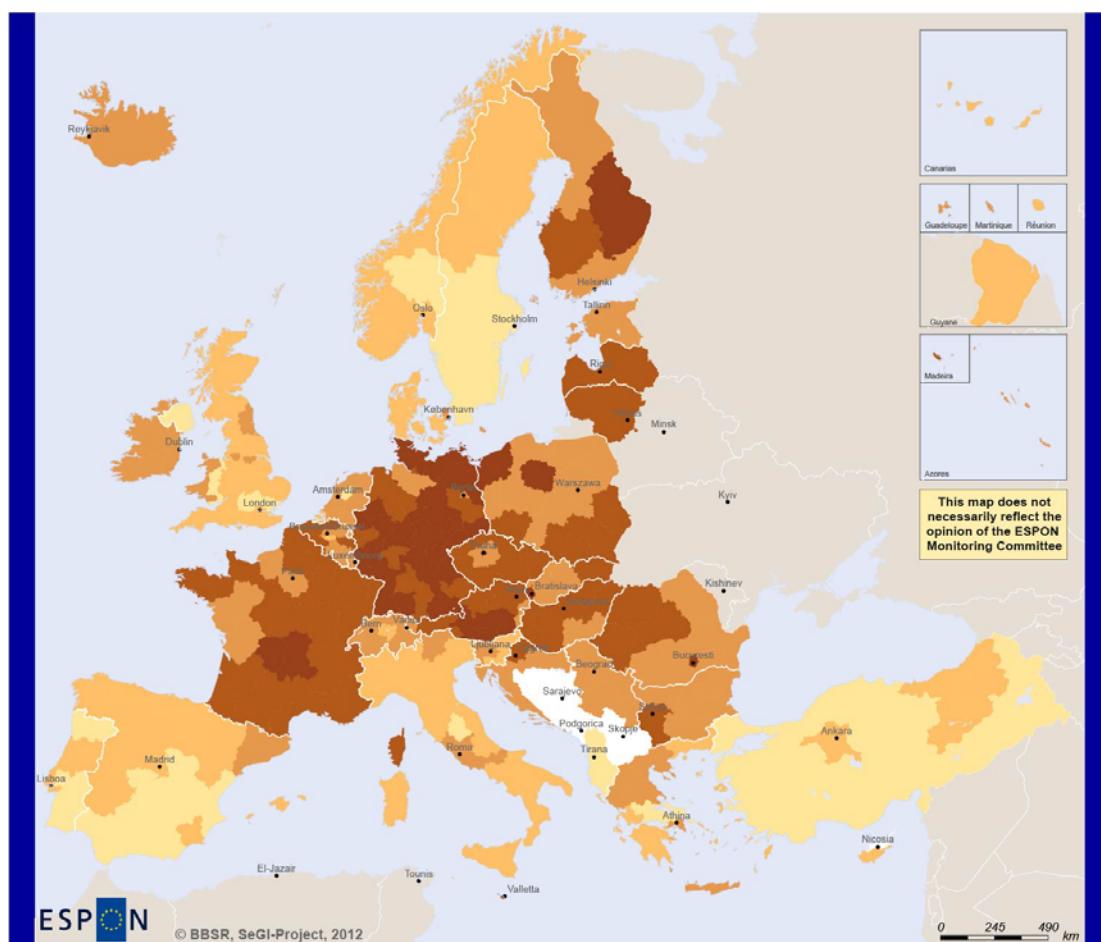 Reykjavik
Canarias
Guadeloupe
Martinique
Réunion
Guyane
Madeira
Azores
This map does not
necessarily reflect the
opinion of the ESPON
Monitoring Committee
Helsinki
Tallinn
Oslo
Stockholm
København
Minsk
Dublin
London
Amsterdam
Warszawa
Kyiv
Paris
Bratislava
Kishinev
Bern
Ljubljana
Beograd
Bucuresti
Sarajevo
Podgorica
Skopje
Tirana
Roma
Madrid
Lisboa
Ankara
Athina
Nicosia
El-Jazair
Tounis
Valletta
ESPON
© BBSR, SeGI-Project, 2012
0 245 490
km